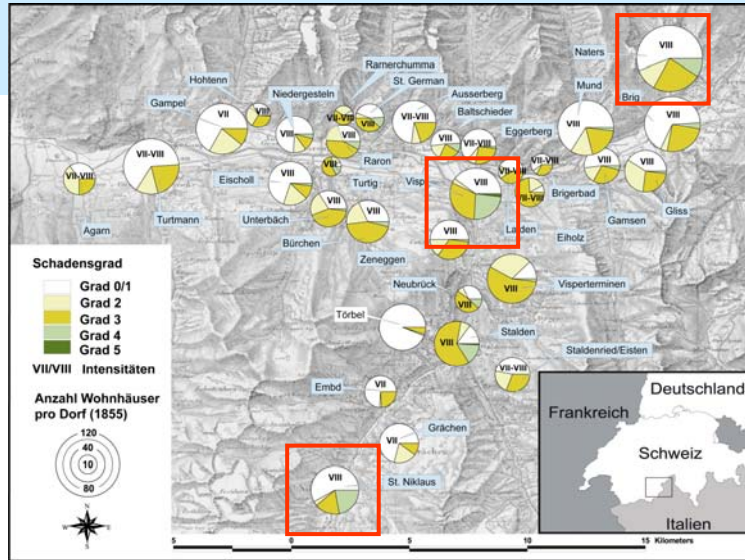 VIII
Naters
Ramerchumma
St. German
Hohtenn
Niedergesteln
Ausserberg
Mund
Gampel
Baltschieder
Brig
VII
VIII
VII-VIII
VIII
VII-VIII
VIII
VIII
Eggerberg
VIII
VIII
VIII
VII-VIII
VII-VIII
VII-VIII
VIII
VII-VIII
VIII
Raron
VII-VIII
VIII
VIII
Eischoll
Turtig
Visp
VIII
VII-VIII
Brigerbad
Gliss
Turtmann
VIII
Gamsen
Agarn
Unterbäch
VIII
Lalden
Bürchen
VIII
Eiholz
Zeneggen
Schadensgrad
Grad 0/1
Grad 2
Grad 3
Grad 4
Grad 5
VII/VIII Intensitäten
Neubrück
VIII
Visperterminen
VIII
Törbel
VIII
Stalden
Staldenried/Eisten
VII-VIII
Anzahl Wohnhäuser
pro Dorf (1855)
120
40
10
80
VII
Embd
VII
Grächen
VIII
St. Niklaus
Deutschland
Frankreich
Schweiz
Italien
N
W
E
S
5
0
5
10
15 Kilometers